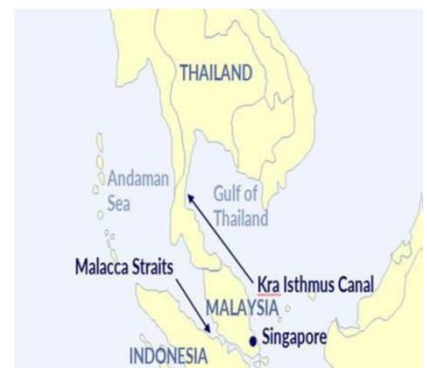 THAILAND
Andaman
Sea
Gulf of
Thailand
Malacca Straits
Kra Isthmus Canal
MALAYSIA
Singapore
INDONESIA